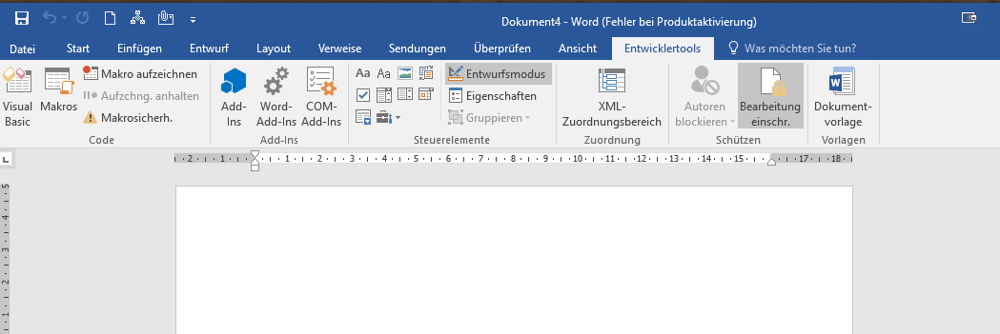 Dokument4 - Word (Fehler bei Produktaktivierung)
Datei Start Einfügen Entwurf Layout Verweise Sendungen Überprüfen Ansicht Entwicklertools Was möchten Sie tun?
Visual Basic
Makros
Makro aufzeichnen
Aufzchng. anhalten
Makrosicherh.
Code
Add-Ins
Word-Add-Ins
COM-Add-Ins
Add-Ins
Aa Aa
Entwurfsmodus
Eigenschaften
Gruppieren
Steuerelemente
XML-Zuordnungsbereich
Zuordnung
Autoren blockieren
Bearbeitung einschr.
Schützen
Dokument-vorlage
Vorlagen
2 1 1 2 3 4 5 6 7 8 9 10 11 12 13 14 15 17 18
5
4
3
2
1